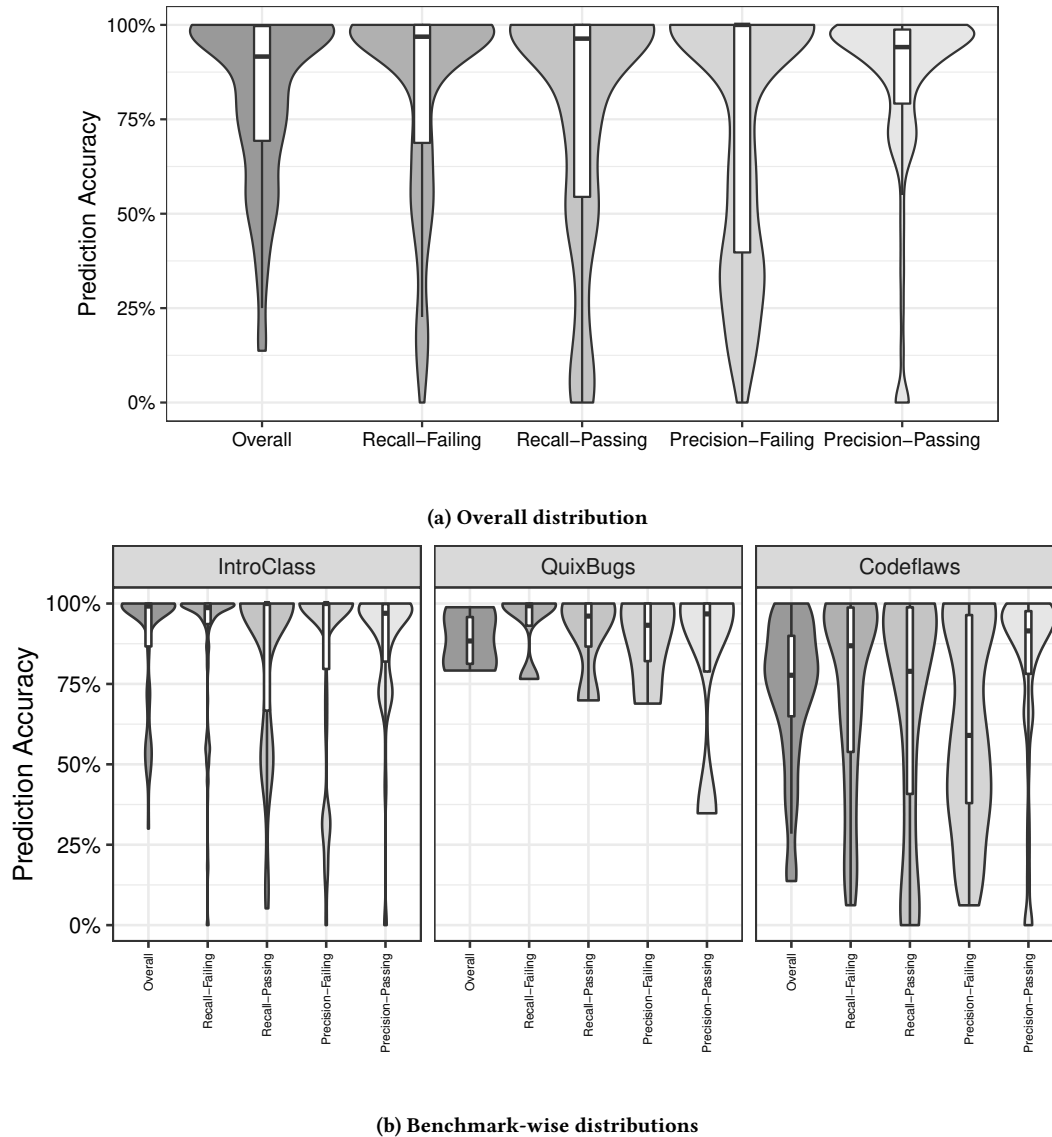 100%
75%
50%
25%
0%
Prediction Accuracy
Overall Recall−Failing Recall−Passing Precision−Failing Precision−Passing
(a) Overall distribution
IntroClass QuixBugs Codeflaws
100%
75%
50%
25%
0%
Prediction Accuracy
Overall Recall−Failing Recall−Passing Precision−Failing Precision−Passing Overall Recall−Failing Recall−Passing Precision−Failing Precision−Passing Overall Recall−Failing Recall−Passing Precision−Failing Precision−Passing
(b) Benchmark-wise distributions